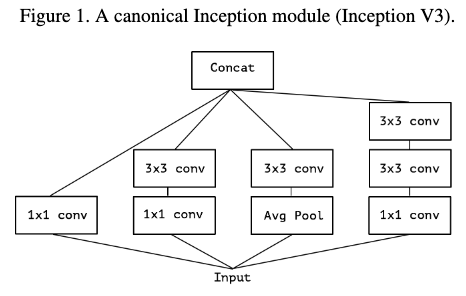 Figure 1. A canonical Inception module (Inception V3).
Concat
3x3 conv
3x3 conv 3x3 conv 3x3 conv
1x1 conv 1x1 conv Avg Pool 1x1 conv
Input